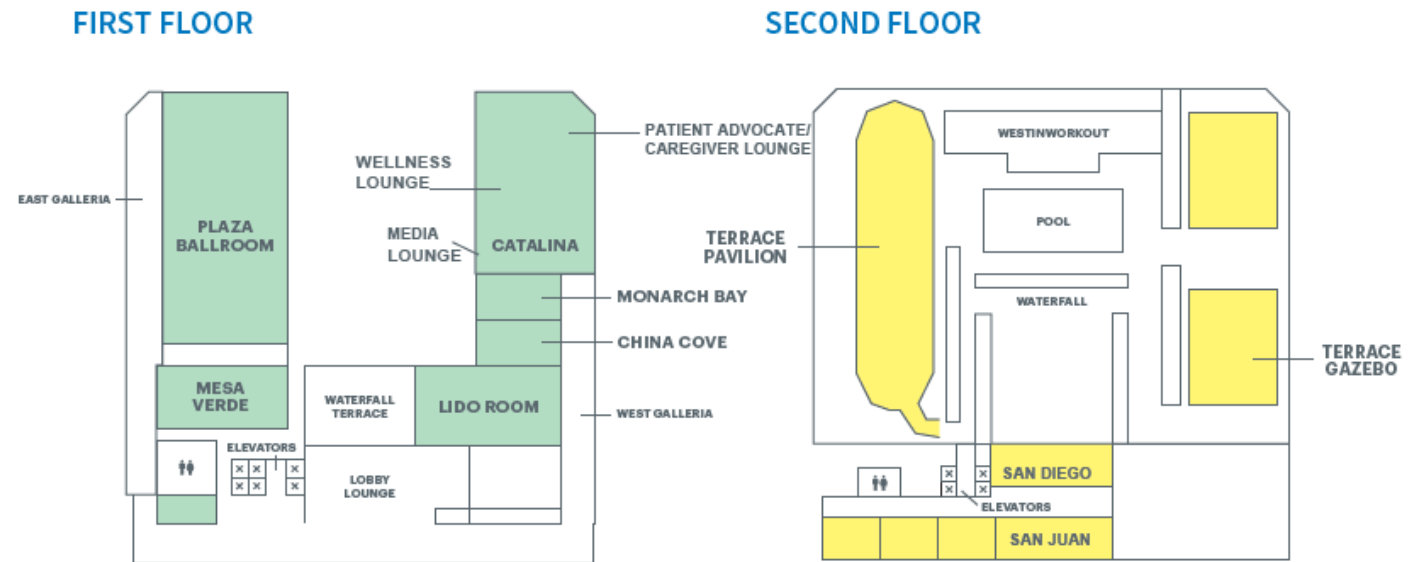 FIRST FLOOR
SECOND FLOOR
PATIENT ADVOCATE/
CAREGIVER LOUNGE
WELLNESS
LOUNGE
EAST GALLERIA
PLAZA
BALLROOM
MEDIA
LOUNGE
CATALINA
MONARCH BAY
CHINA COVE
MESA
VERDE
WATERFALL
TERRACE
LIDO ROOM
WEST GALLERIA
ELEVATORS
LOBBY
LOUNGE
WESTINWORKOUT
POOL
TERRACE
PAVILION
WATERFALL
TERRACE
GAZEBO
SAN DIEGO
ELEVATORS
SAN JUAN